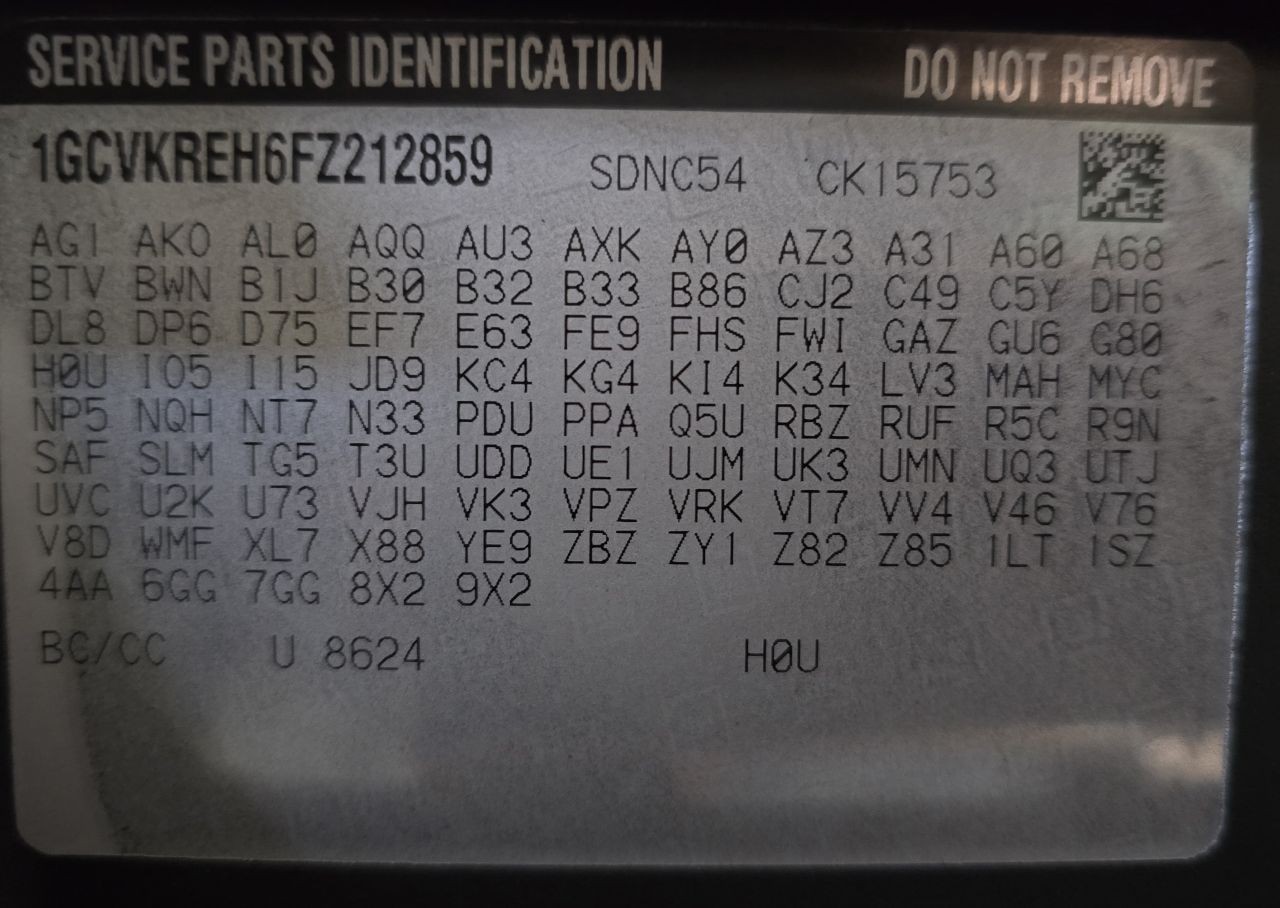 SERVICE PARTS IDENTIFICATION DO NOT REMOVE
1GCVKREH6FZ212859 SDNC54 CK15753
AG1 AKO AL0 AQQ AU3 AXK AY0 AZ3 A31 A60 A68
BTV BWN B1J B30 B32 B33 B86 CJ2 C49 C5Y DH6
DL8 DP6 D75 EF7 E63 FE9 FHS FWI GAZ GU6 G80
H0U IO5 I15 JD9 KC4 KG4 KI4 K34 LV3 MAH MYC
NP5 NQH NT7 N33 PDU PPA Q5U RBZ RUF R5C R9N
SAF SLM TG5 T3U UDD UE1 UJM UK3 UMN UQ3 UTJ
UVC U2K U73 VJH VK3 VPZ VRK VT7 VV4 V46 V76
V8D WMF XL7 X88 YE9 ZBZ ZY1 Z82 Z85 1LT 1SZ
4AA 6GG 7GG 8X2 9X2
BC/CC U 8624 H0U